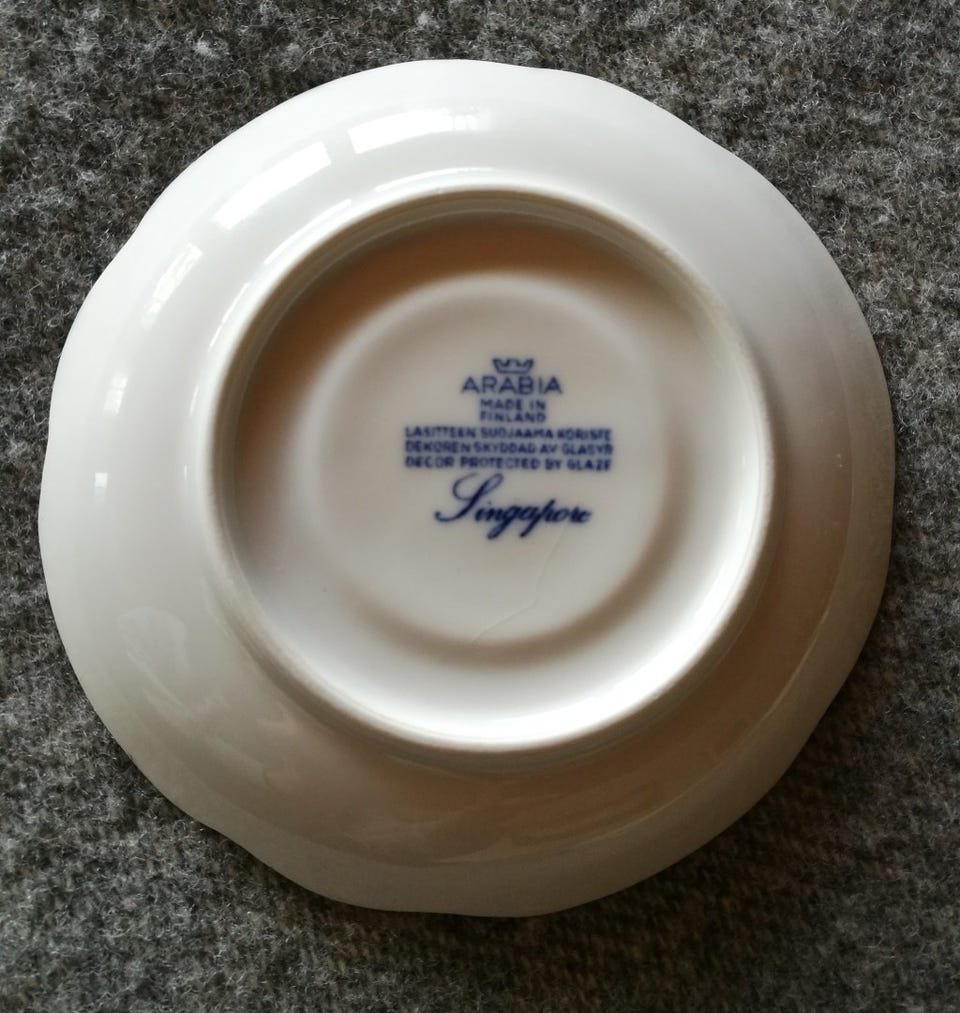 ARABIA
MADE IN
FINLAND
LASITTEEN SUOJAAMA KORISTE
DEKOREN SKYDDAD AV GLASYR
DECOR PROTECTED BY GLAZE
Singapore